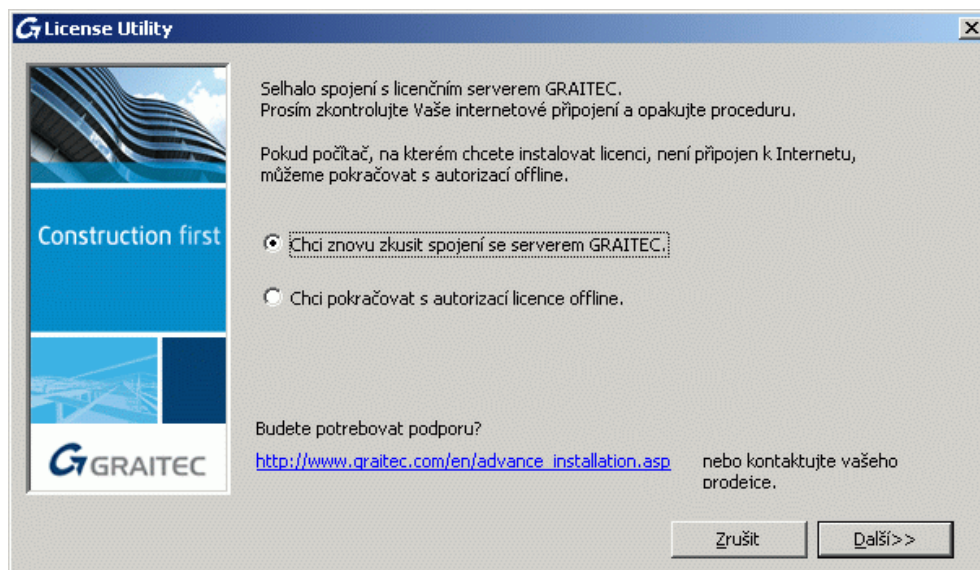 License Utility
Selhalo spojení s licenčním serverem GRAITEC.
Prosím zkontrolujte Vaše internetové připojení a opakujte proceduru.
Pokud počítač, na kterém chcete instalovat licenci, není připojen k Internetu,
můžeme pokračovat s autorizací offline.
Construction first
Chci znovu zkusit spojení se serverem GRAITEC.
Chci pokračovat s autorizací licence offline.
Budete potrebovat podporu?
http://www.graitec.com/en/advance_installation.asp
nebo kontaktujte vašeho
prodejce.
GRAITEC
Zrušit
Další>>